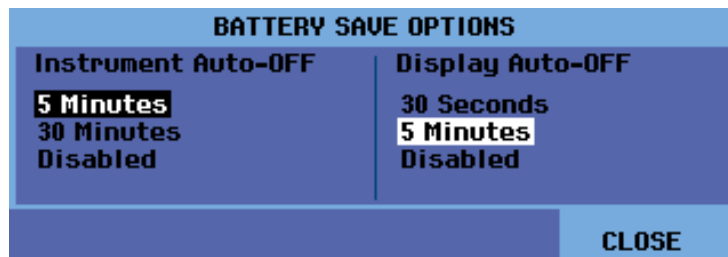 BATTERY SAVE OPTIONS
Instrument Auto-OFF
5 Minutes
30 Minutes
Disabled
Display Auto-OFF
30 Seconds
5 Minutes
Disabled
CLOSE